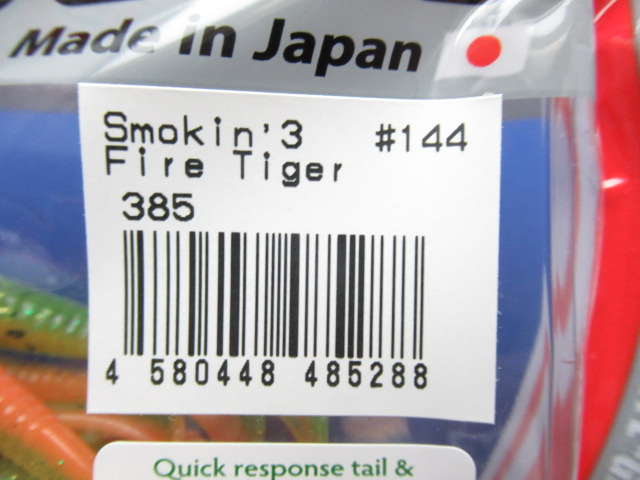 Made in Japan
Smokin'3 #144
Fire Tiger
385
4 580448 485288
Quick response tail &